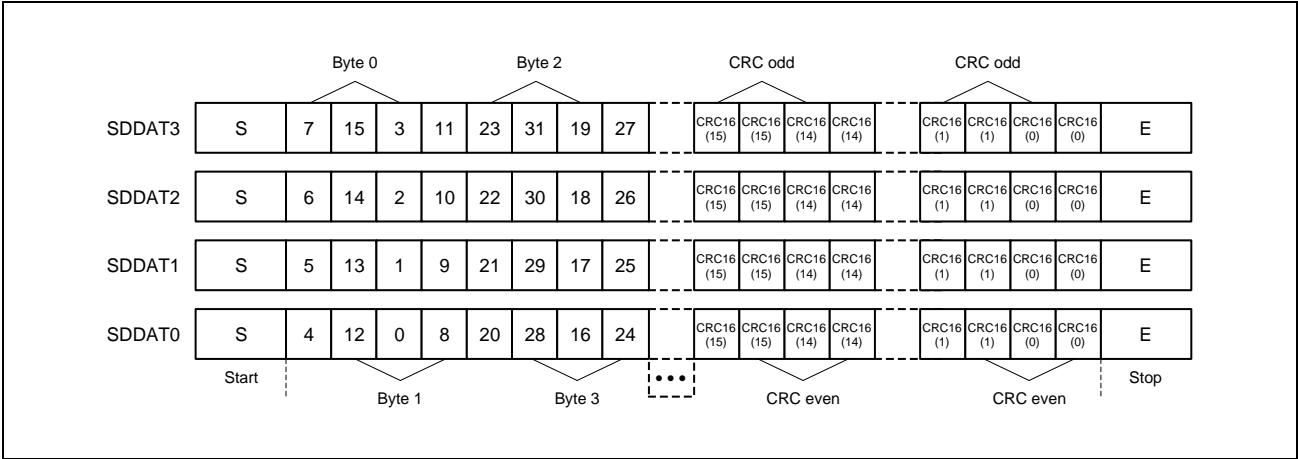 Byte 0 Byte 2 CRC odd CRC odd
SDDAT3 S 7 15 3 11 23 31 19 27 CRC16 (15) CRC16 (15) CRC16 (14) CRC16 (14) CRC16 (1) CRC16 (1) CRC16 (0) CRC16 (0) E
SDDAT2 S 6 14 2 10 22 30 18 26 CRC16 (15) CRC16 (15) CRC16 (14) CRC16 (14) CRC16 (1) CRC16 (1) CRC16 (0) CRC16 (0) E
SDDAT1 S 5 13 1 9 21 29 17 25 CRC16 (15) CRC16 (15) CRC16 (14) CRC16 (14) CRC16 (1) CRC16 (1) CRC16 (0) CRC16 (0) E
SDDAT0 S 4 12 0 8 20 28 16 24 CRC16 (15) CRC16 (15) CRC16 (14) CRC16 (14) CRC16 (1) CRC16 (1) CRC16 (0) CRC16 (0) E
Start ••• Stop
Byte 1 Byte 3 CRC even CRC even